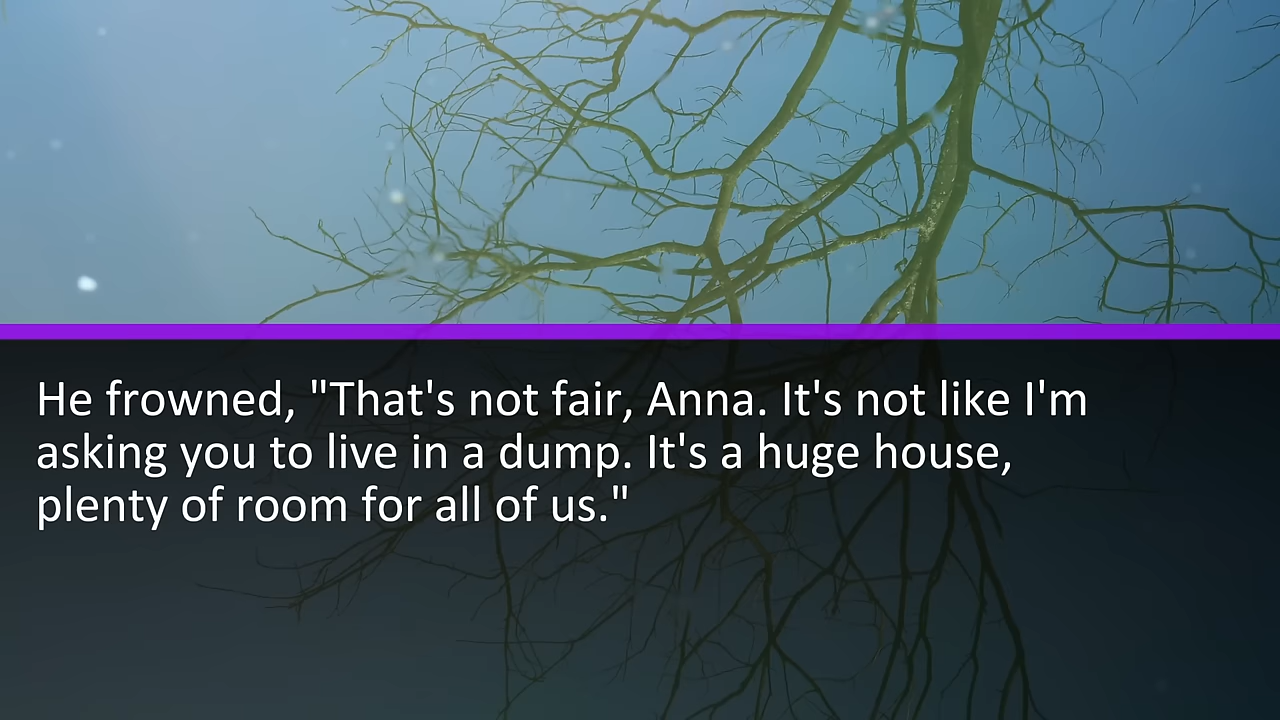 He frowned, "That's not fair, Anna. It's not like I'm
asking you to live in a dump. It's a huge house,
plenty of room for all of us."